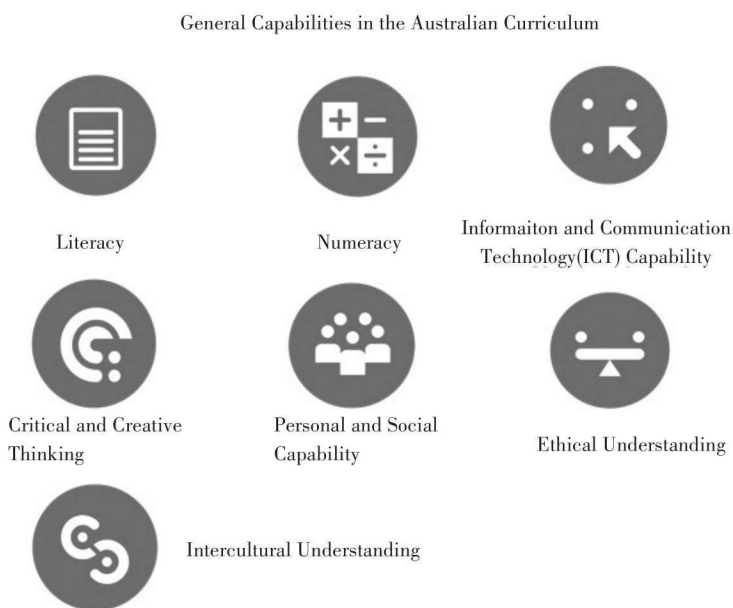 General Capabilities in the Australian Curriculum
Literacy
Numeracy
Informaiton and Communication
Technology(ICT) Capability
Critical and Creative
Thinking
Personal and Social
Capability
Ethical Understanding
Intercultural Understanding